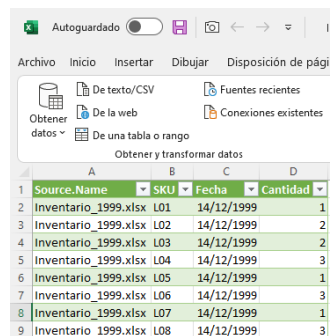 Autoguardado
Archivo Inicio Insertar Dibujar Disposición de pági
De texto/CSV Fuentes recientes
Obtener datos De la web Conexiones existentes
De una tabla o rango
Obtener y transformar datos
A B C D
1 Source.Name SKU Fecha Cantidad
2 Inventario_1999.xlsx L01 14/12/1999 1
3 Inventario_1999.xlsx L02 14/12/1999 2
4 Inventario_1999.xlsx L03 14/12/1999 2
5 Inventario_1999.xlsx L04 14/12/1999 3
6 Inventario_1999.xlsx L05 14/12/1999 1
7 Inventario_1999.xlsx L06 14/12/1999 3
8 Inventario_1999.xlsx L07 14/12/1999 1
9 Inventario_1999.xlsx L08 14/12/1999